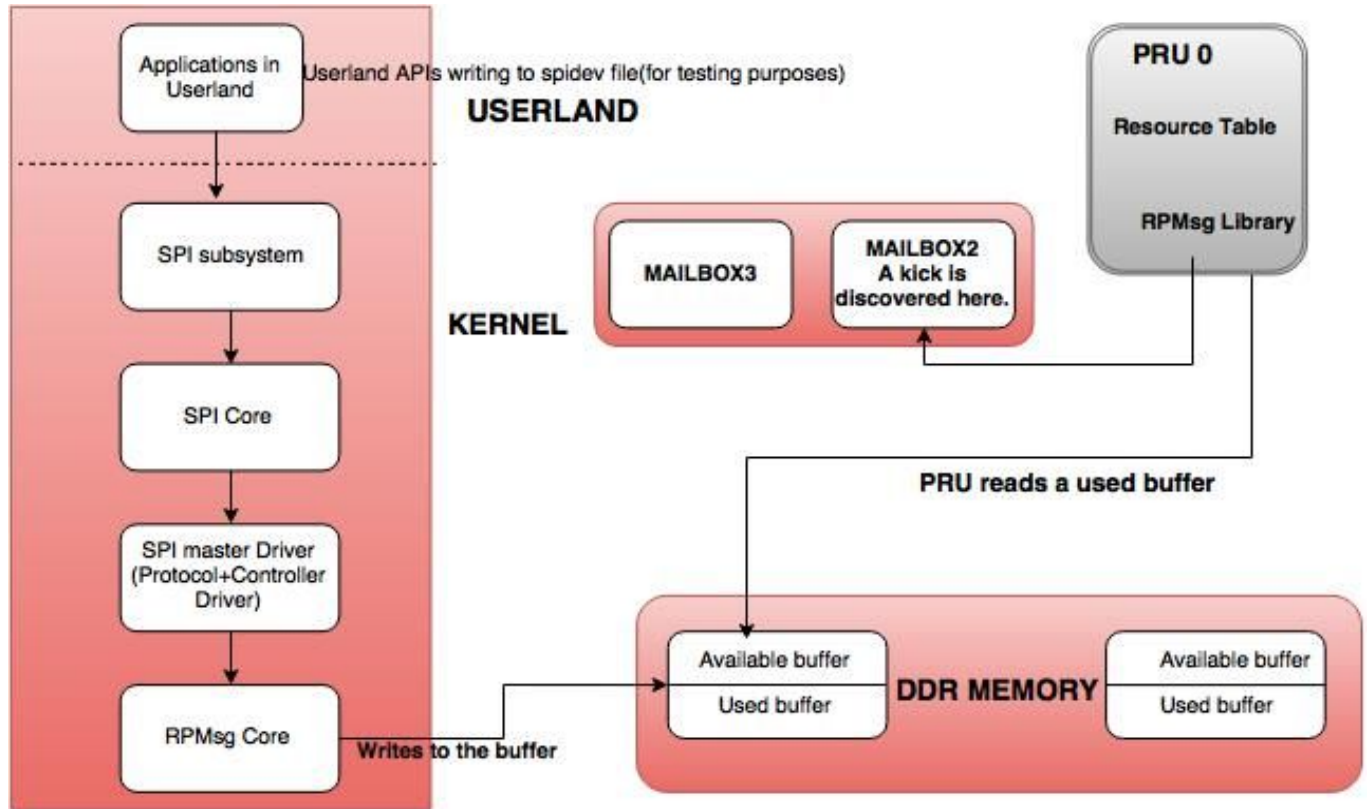 Applications in
Userland
Userland APIs writing to spidev file(for testing purposes)
USERLAND
SPI subsystem
SPI Core
SPI master Driver
(Protocol+Controller
Driver)
RPMsg Core
Writes to the buffer
KERNEL
MAILBOX3
MAILBOX2
A kick is
discovered here.
PRU 0
Resource Table
RPMsg Library
PRU reads a used buffer
Available buffer
Used buffer
DDR MEMORY
Available buffer
Used buffer